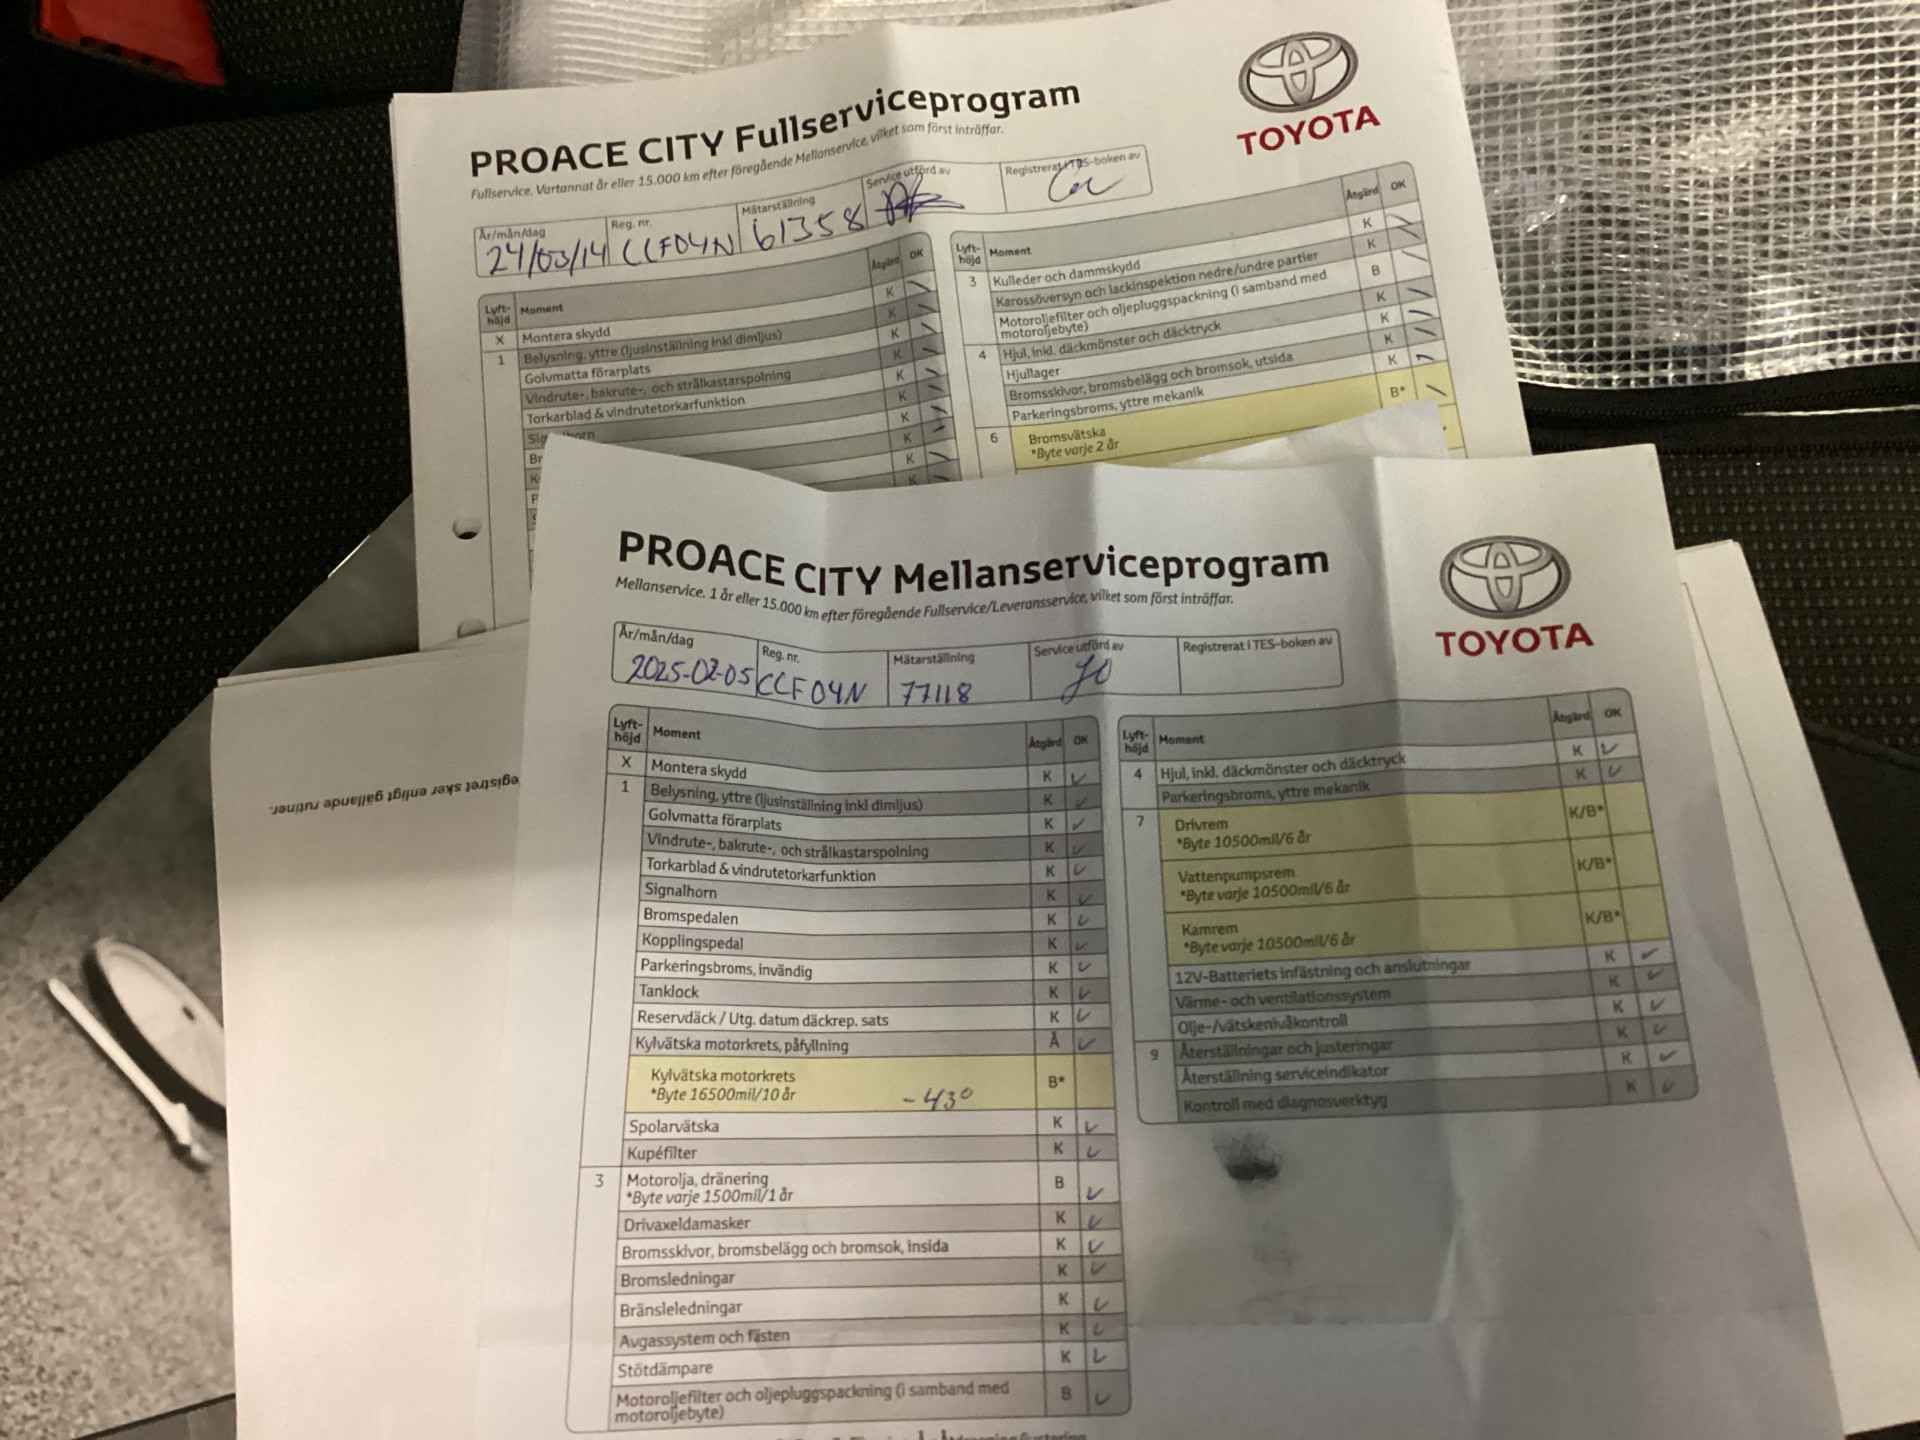 PROACE CITY Fullserviceprogram
Fullservice. Vartannat år eller 15.000 km efter föregående Mellanservice, vilket som först inträffar.
TOYOTA
År/mån/dag Reg. nr. Mätarställning Service utförd av Registrerat i TES-boken av
24/03/14 CCF04N 61358
Lyft-höjd Moment Åtgärd OK
X Montera skydd K
1 Belysning, yttre (ljusinställning inkl dimljus) K
Golvmatta förarplats K
Vindrute-, bakrute-, och strålkastarspolning K
Torkarblad & vindrutetorkarfunktion K
Lyft-höjd Moment Åtgärd OK
3 Kulleder och dammskydd K
Karossöversyn och lackinspektion nedre/undre partier K
Motoroljefilter och oljepluggspackning (i samband med B
motoroljebyte)
4 Hjul, inkl. däckmönster och däcktryck K
Hjullager K
Bromsskivor, bromsbelägg och bromsok, utsida K
Parkeringsbroms, yttre mekanik K
6 Bromsvätska B*
*Byte varje 2 år
PROACE CITY Mellanserviceprogram
Mellanservice. 1 år eller 15.000 km efter föregående Fullservice/Leveransservice, vilket som först inträffar.
TOYOTA
År/mån/dag Reg. nr. Mätarställning Service utförd av Registrerat i TES-boken av
2025-02-05 CCF04N 77118
Lyft-höjd Moment Åtgärd OK
X Montera skydd K
1 Belysning, yttre (ljusinställning inkl dimljus) K
Golvmatta förarplats K
Vindrute-, bakrute-, och strålkastarspolning K
Torkarblad & vindrutetorkarfunktion K
Signalhorn K
Bromspedalen K
Kopplingspedal K
Parkeringsbroms, invändig K
Tanklock K
Reservdäck / Utg. datum däckrep. sats K
Kylvätska motorkrets, påfyllning Å
Kylvätska motorkrets B*
*Byte 16500mil/10 år -43°
Spolarvätska K
Kupéfilter K
3 Motorolja, dränering B
*Byte varje 1500mil/1 år
Drivaxeldamasker K
Bromsskivor, bromsbelägg och bromsok, insida K
Bromsledningar K
Bränsleledningar K
Avgassystem och fästen K
Stötdämpare K
Motoroljefilter och oljepluggspackning (i samband med B
motoroljebyte)
Lyft-höjd Moment Åtgärd OK
4 Hjul, inkl. däckmönster och däcktryck K
Parkeringsbroms, yttre mekanik K
7 Drivrem K/B*
*Byte 10500mil/6 år
Vattenpumpsrem K/B*
*Byte varje 10500mil/6 år
Kamrem K/B*
*Byte varje 10500mil/6 år
12V-Batteriets infästning och anslutningar K
Värme- och ventilationssystem K
Olje-/vätskenivåkontroll K
9 Återställningar och justeringar K
Återställning serviceindikator K
Kontroll med diagnosverktyg K
egistret sker enligt gällande rutiner.